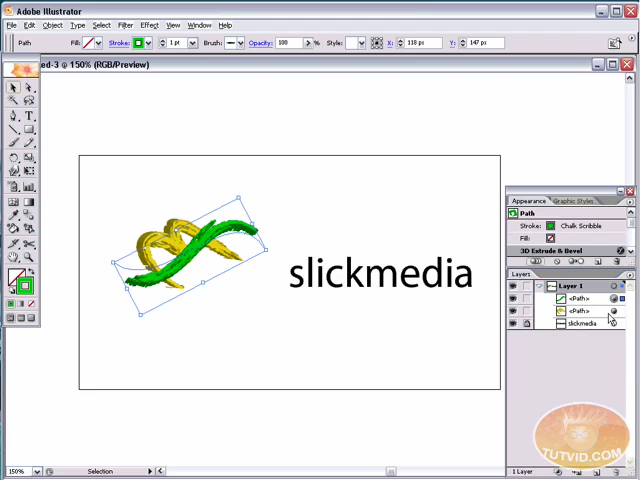 Adobe Illustrator
File Edit Object Type Select Filter Effect View Window Help
Path Fill: Stroke: 1 pt Brush: Opacity: 100 % Style: X: 118 px Y: 147 px
ed-3 @ 150% (RGB/Preview)
Appearance Graphic Styles
Path
Stroke: Chalk Scribble
Fill:
3D Extrude & Bevel
Layers
Layer 1
<Path>
<Path>
slickmedia
slickmedia
TUTVID.COM
150% Selection
1 Layer